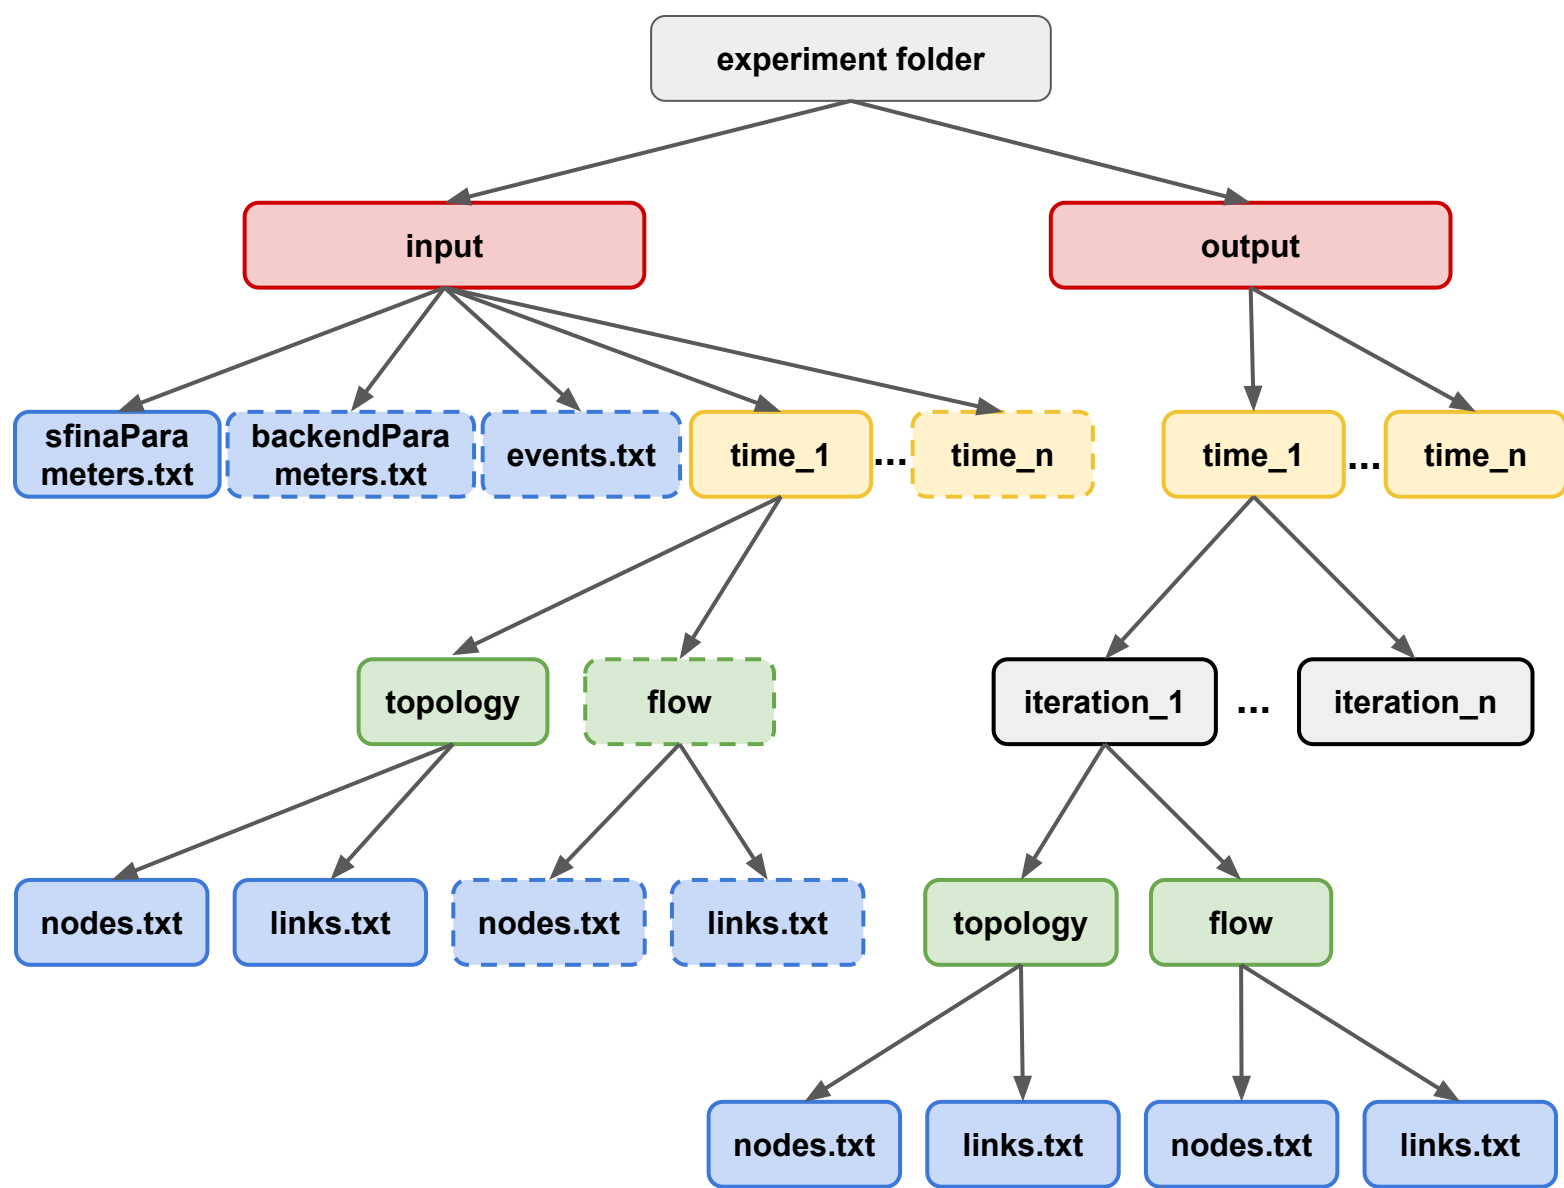 experiment folder
input
output
sfinaPara
meters.txt
backendPara
meters.txt
events.txt
time_1
...
time_n
time_1
...
time_n
topology
flow
iteration_1
...
iteration_n
nodes.txt
links.txt
nodes.txt
links.txt
topology
flow
nodes.txt
links.txt
nodes.txt
links.txt